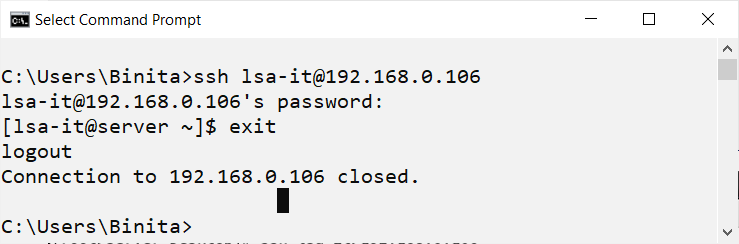 Select Command Prompt
C:\Users\Binita>ssh lsa-it@192.168.0.106
lsa-it@192.168.0.106's password:
[lsa-it@server ~]$ exit
logout
Connection to 192.168.0.106 closed.
C:\Users\Binita>